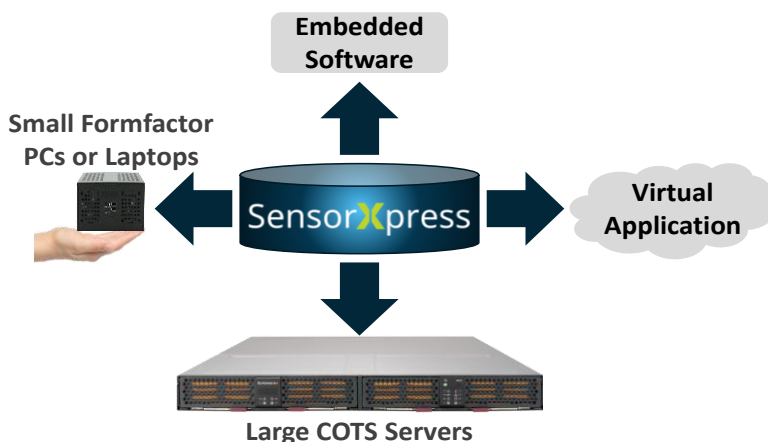 Embedded
Software
Small Formfactor
PCs or Laptops
SensorXpress
Virtual
Application
Large COTS Servers